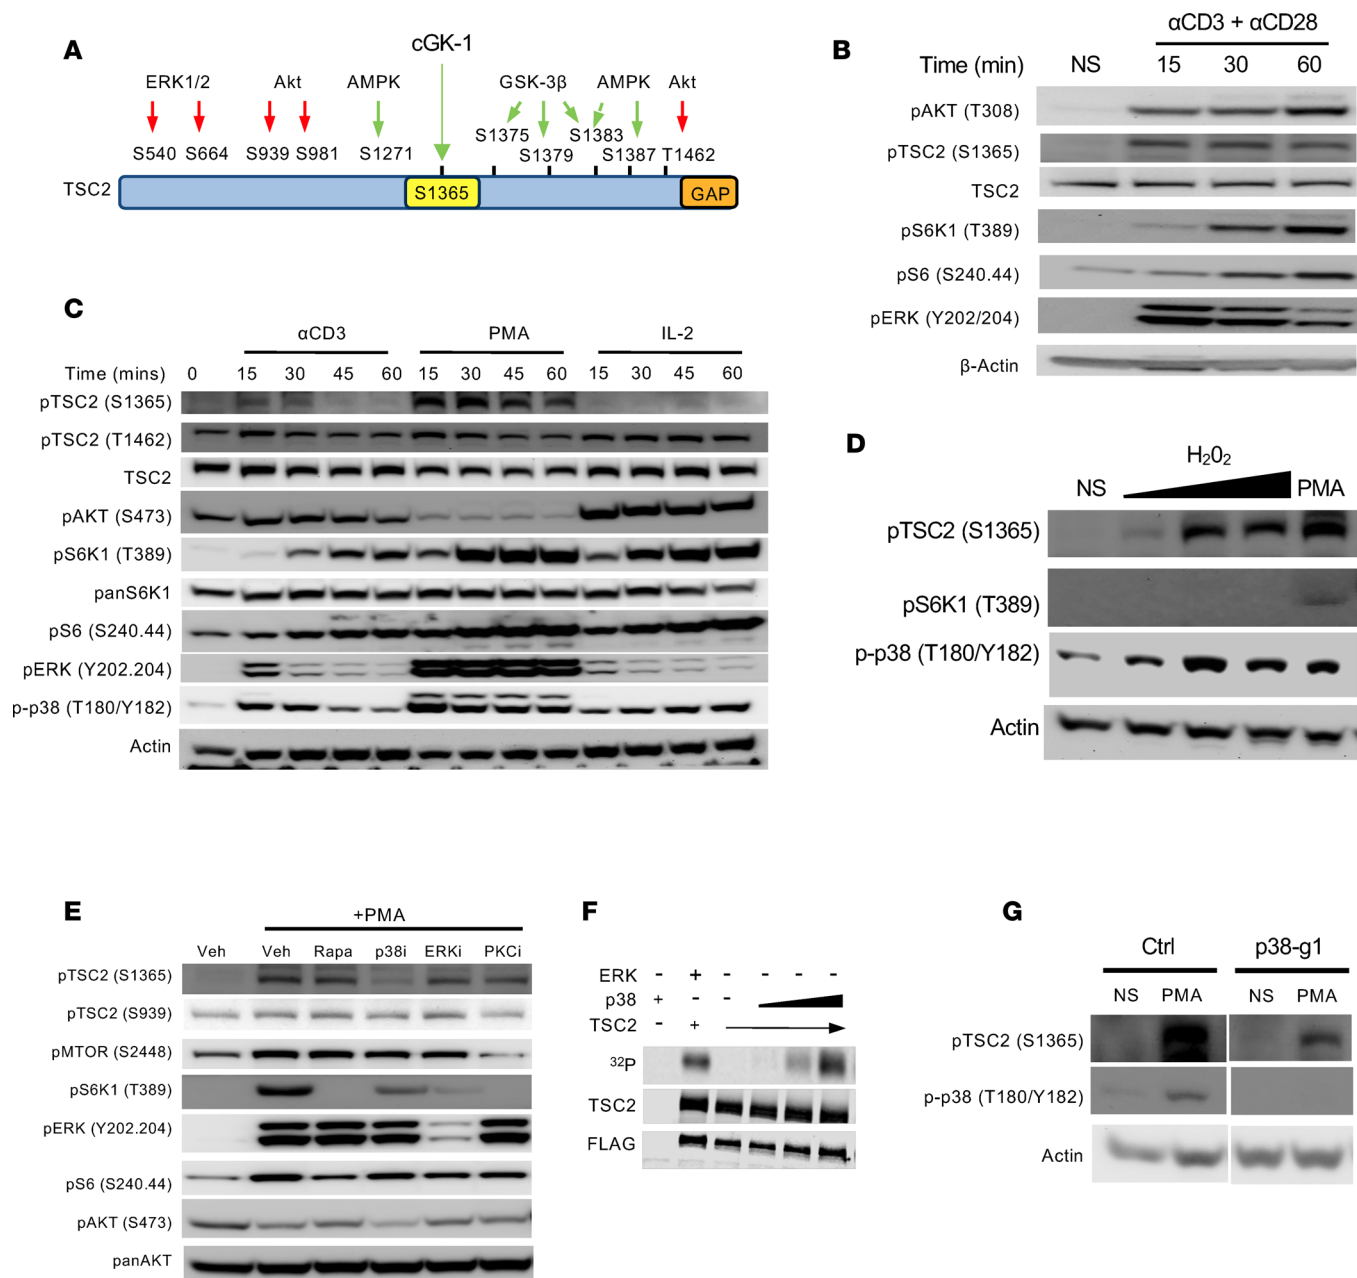 A
cGK-1
ERK1/2 Akt AMPK GSK-3β AMPK Akt
S1375 S1383
S540 S664 S939 S981 S1271 S1379 S1387 T1462
TSC2 S1365 GAP
B
αCD3 + αCD28
Time (min) NS 15 30 60
pAKT (T308)
pTSC2 (S1365)
TSC2
pS6K1 (T389)
pS6 (S240.44)
pERK (Y202/204)
β-Actin
C
αCD3 PMA IL-2
Time (mins) 0 15 30 45 60 15 30 45 60 15 30 45 60
pTSC2 (S1365)
pTSC2 (T1462)
TSC2
pAKT (S473)
pS6K1 (T389)
panS6K1
pS6 (S240.44)
pERK (Y202.204)
p-p38 (T180/Y182)
Actin
D
H₂0₂
NS PMA
pTSC2 (S1365)
pS6K1 (T389)
p-p38 (T180/Y182)
Actin
E
+PMA
Veh Veh Rapa p38i ERKi PKCi
pTSC2 (S1365)
pTSC2 (S939)
pMTOR (S2448)
pS6K1 (T389)
pERK (Y202.204)
pS6 (S240.44)
pAKT (S473)
panAKT
F
ERK - + - - - -
p38 + - -
TSC2 - +
³²P
TSC2
FLAG
G
Ctrl p38-g1
NS PMA NS PMA
pTSC2 (S1365)
p-p38 (T180/Y182)
Actin